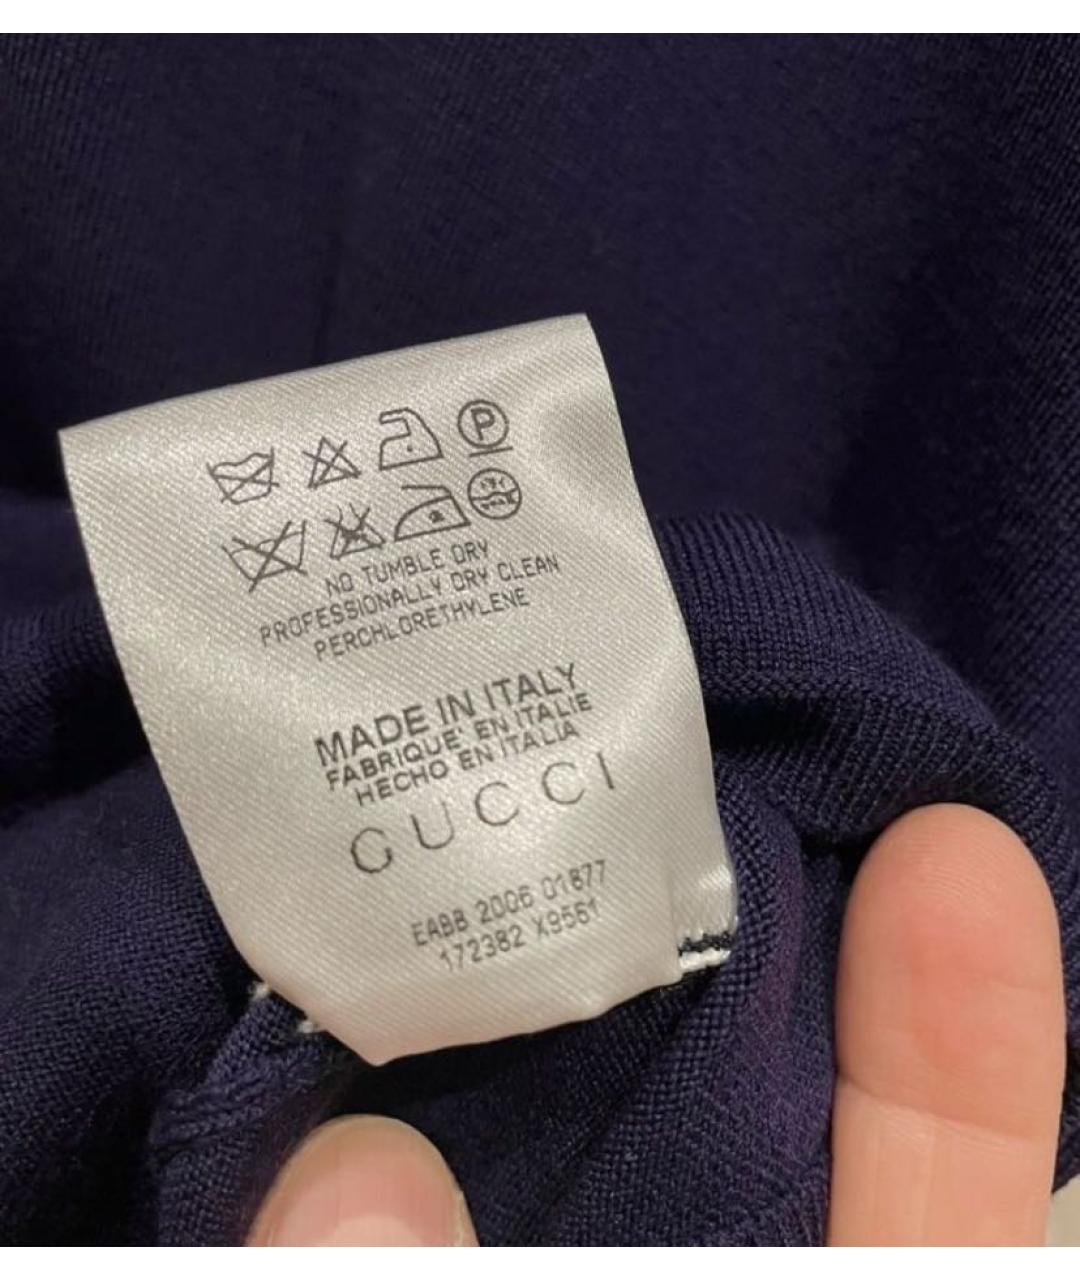 P
NO TUMBLE DRY
PROFESSIONALLY DRY CLEAN
PERCHLORETHYLENE
MADE IN ITALY
FABRIQUE' EN ITALIE
HECHO EN ITALIA
GUCCI
EABB 2006 01877
172382 X9561